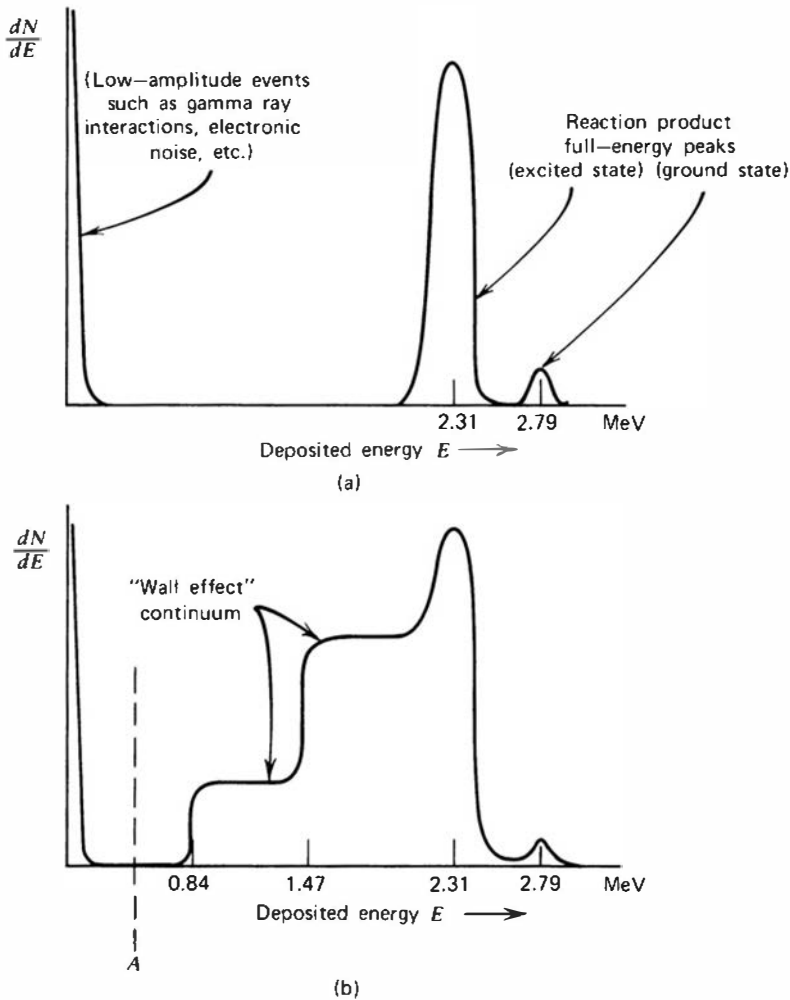 dN
dE
(Low—amplitude events
such as gamma ray
interactions, electronic
noise, etc.)
Reaction product
full—energy peaks
(excited state) (ground state)
2.31
2.79
MeV
Deposited energy E
(a)
dN
dE
"Wall effect"
continuum
0.84
1.47
2.31
2.79
MeV
Deposited energy E
A
(b)